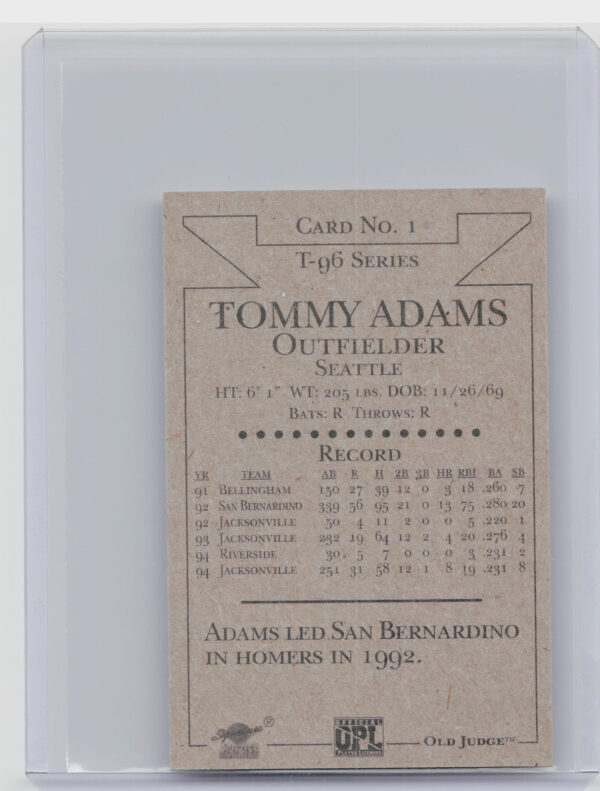 CARD NO. 1
T-96 SERIES
TOMMY ADAMS
OUTFIELDER
SEATTLE
HT: 6' 1" WT: 205 LBS. DOB: 11/26/69
BATS: R THROWS: R
RECORD
YR TEAM AB R H 2B 3B HR RBI BA SB
91 BELLINGHAM 150 27 39 12 0 3 18 .260 7
92 SAN BERNARDINO 339 56 95 21 0 13 75 .280 20
92 JACKSONVILLE 50 4 11 2 0 0 5 .220 1
93 JACKSONVILLE 232 19 64 12 2 4 20 .276 4
94 RIVERSIDE 30 5 7 0 0 0 3 .231 2
94 JACKSONVILLE 251 31 58 12 1 8 19 .231 8
ADAMS LED SAN BERNARDINO
IN HOMERS IN 1992.
® OFFICIAL
OPL
PLAYER LICENSEE
OLD JUDGE™